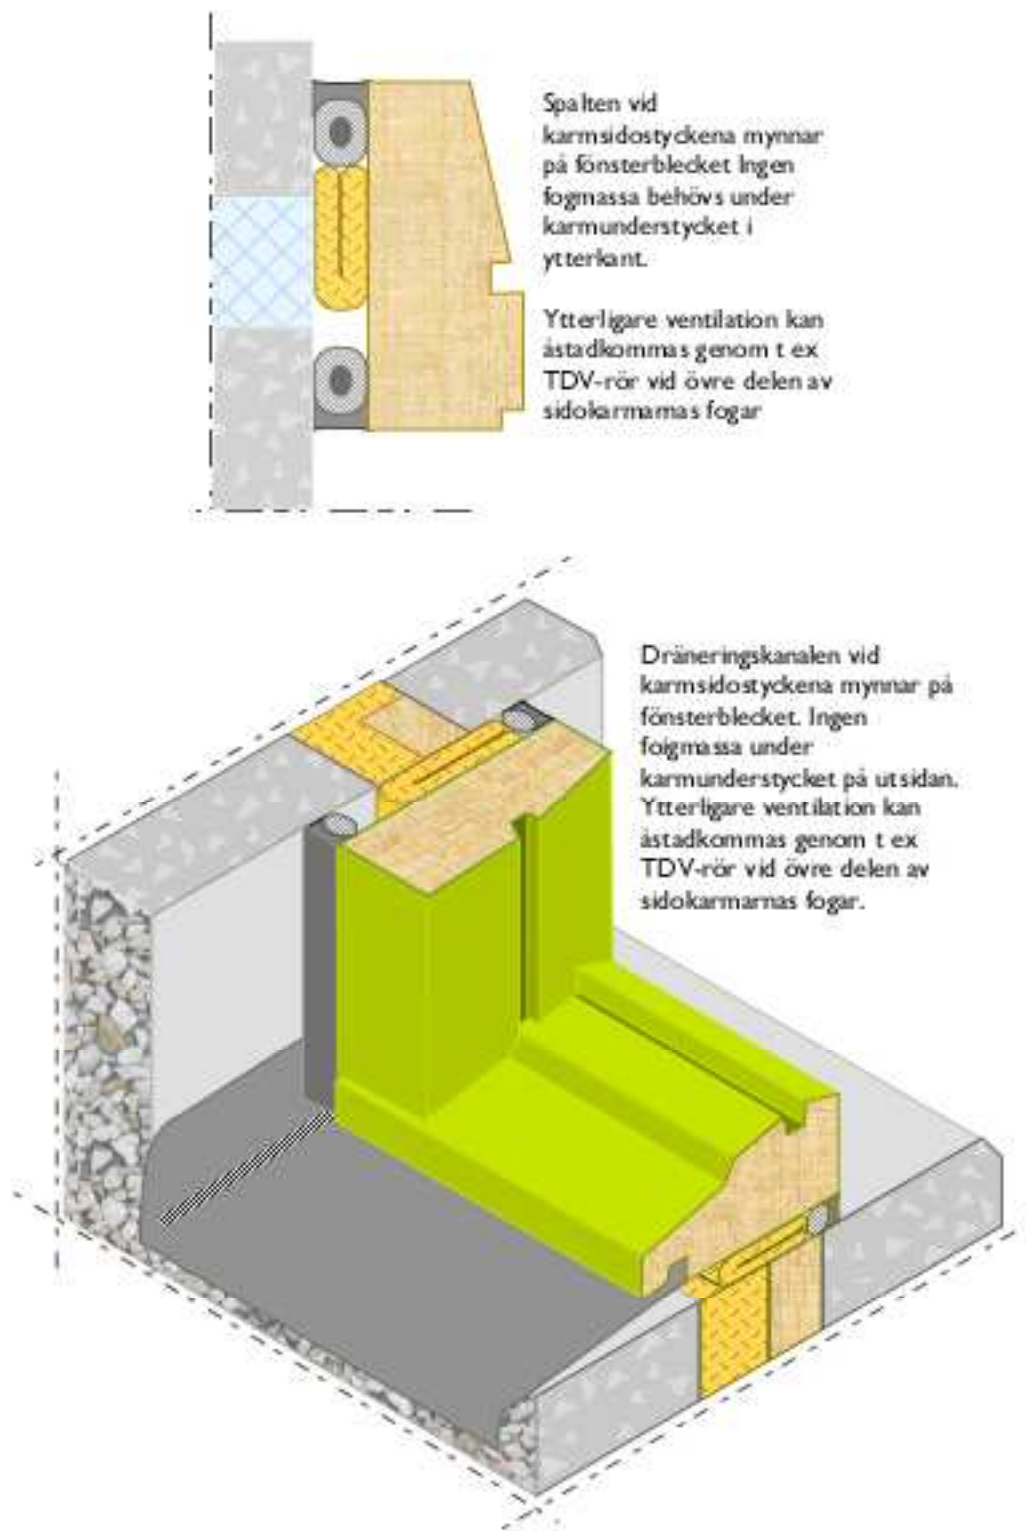 Spalten vid
karmsidostyckena mynnar
på fönsterblecket Ingen
fogmassa behövs under
karmunderstycket i
ytterkant.
Ytterligare ventilation kan
åstadkommas genom t ex
TDV-rör vid övre delen av
sidokarmarnas fogar
Dräneringskanalen vid
karmsidostyckena mynnar på
fönsterblecket. Ingen
foigmassa under
karmunderstycket på utsidan.
Ytterligare ventilation kan
åstadkommas genom t ex
TDV-rör vid övre delen av
sidokarmarnas fogar.